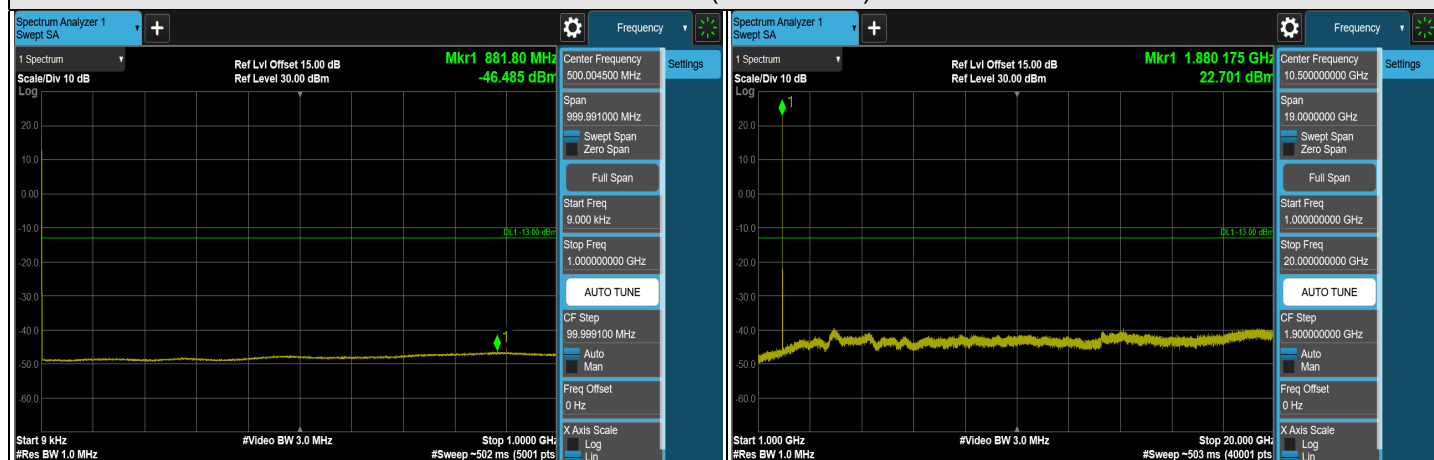 Spectrum Analyzer 1
Swept SA
+
Frequency
1 Spectrum
Scale/Div 10 dB
Ref Lvl Offset 15.00 dB
Ref Level 30.00 dBm
Mkr1 881.80 MHz
-46.485 dBm
Log
20.0
10.0
0.00
-10.0
-20.0
-30.0
-40.0
-50.0
-60.0
1
DL1 -13.00 dBm
Start 9 kHz
#Res BW 1.0 MHz
#Video BW 3.0 MHz
Stop 1.0000 GHz
#Sweep ~502 ms (5001 pts
Center Frequency
500.004500 MHz
Settings
Span
999.991000 MHz
Swept Span
Zero Span
Full Span
Start Freq
9.000 kHz
Stop Freq
1.000000000 GHz
AUTO TUNE
CF Step
99.999100 MHz
Auto
Man
Freq Offset
0 Hz
X Axis Scale
Log
Lin
Spectrum Analyzer 1
Swept SA
+
Frequency
1 Spectrum
Scale/Div 10 dB
Ref Lvl Offset 15.00 dB
Ref Level 30.00 dBm
Mkr1 1.880 175 GHz
22.701 dBm
Log
20.0
10.0
0.00
-10.0
-20.0
-30.0
-40.0
-50.0
-60.0
1
DL1 -13.00 dBm
Start 1.000 GHz
#Res BW 1.0 MHz
#Video BW 3.0 MHz
Stop 20.000 GHz
#Sweep ~503 ms (40001 pts
Center Frequency
10.500000000 GHz
Settings
Span
19.0000000 GHz
Swept Span
Zero Span
Full Span
Start Freq
1.000000000 GHz
Stop Freq
20.000000000 GHz
AUTO TUNE
CF Step
1.900000000 GHz
Auto
Man
Freq Offset
0 Hz
X Axis Scale
Log
Lin